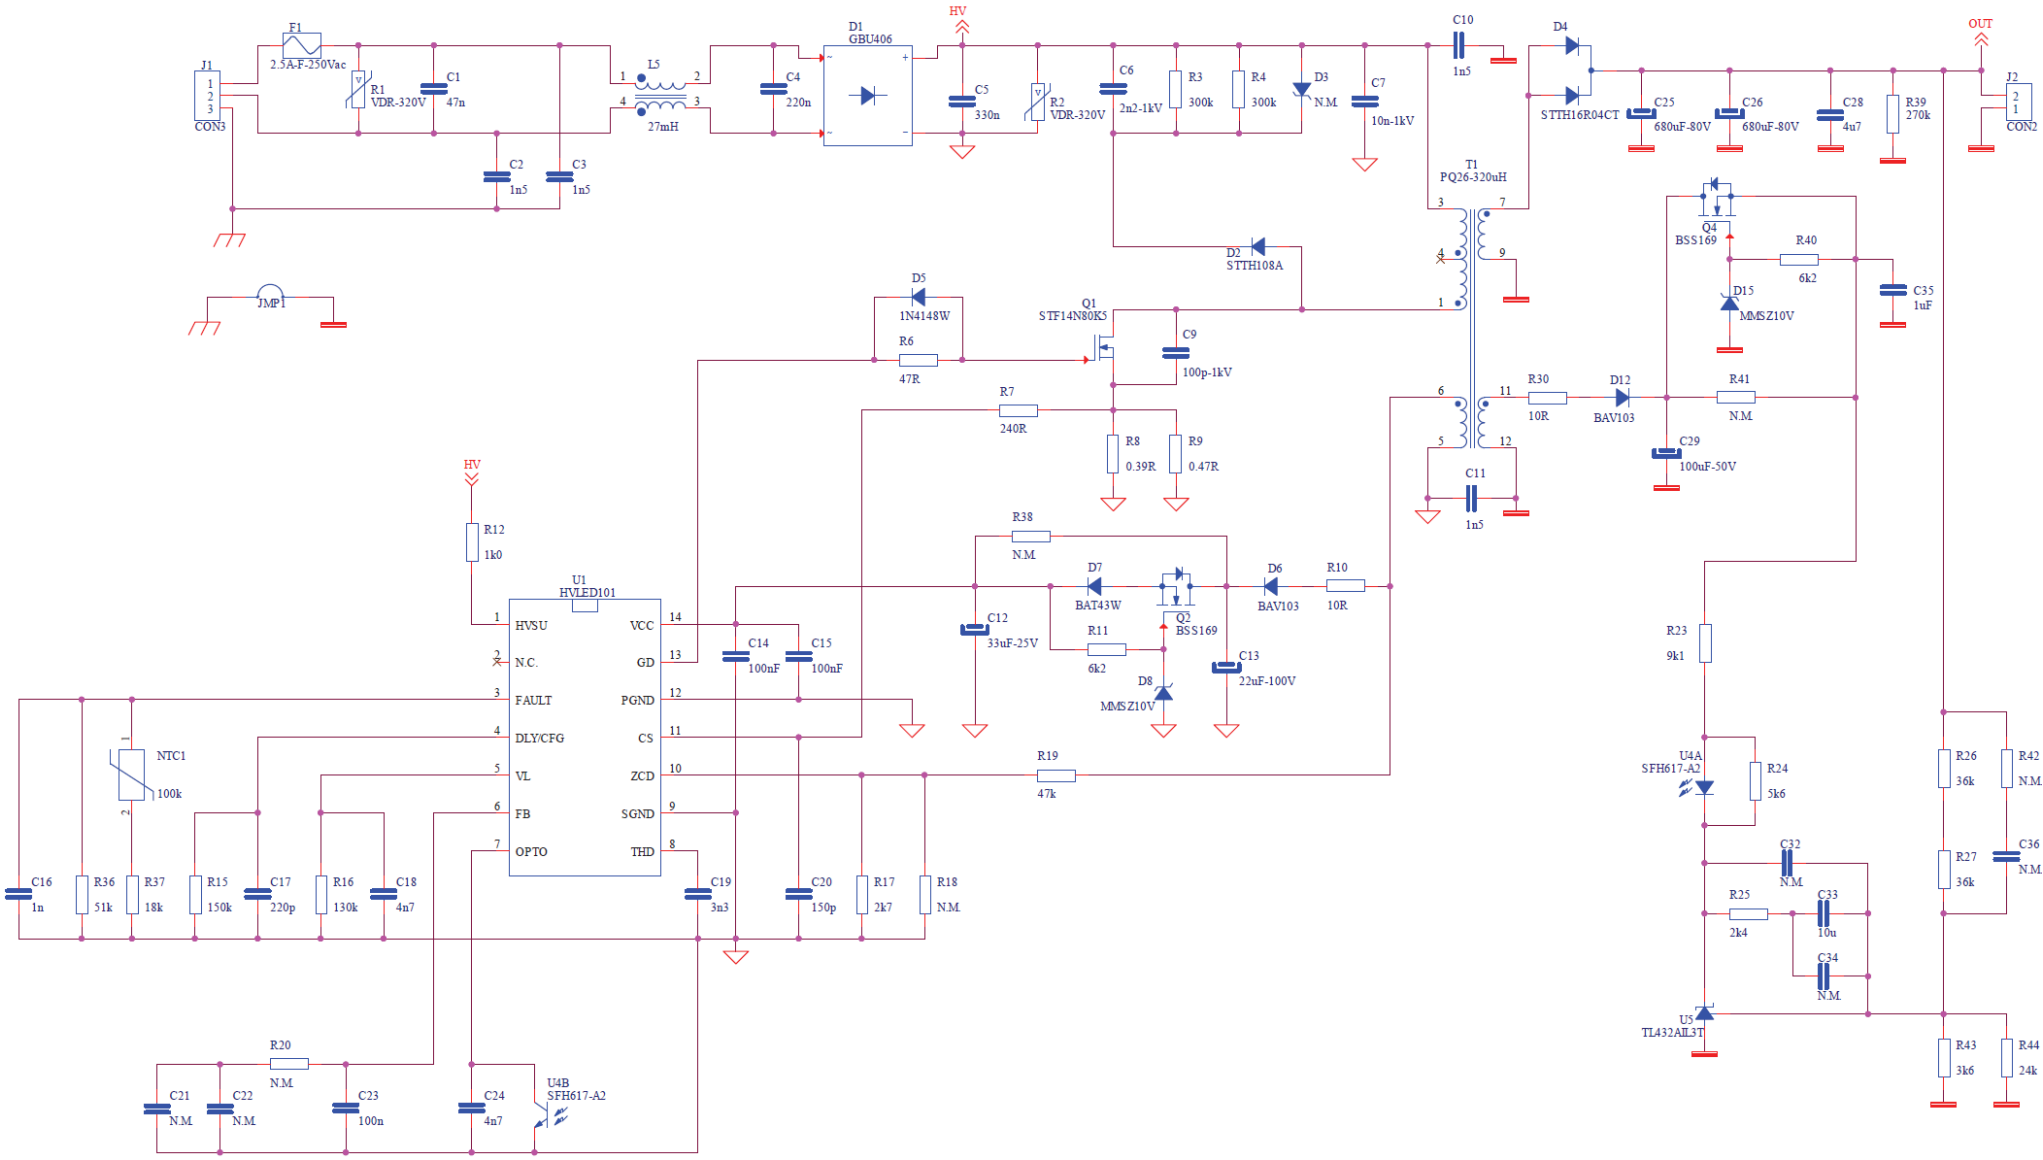 J1
1
2
3
CON3
F1
2.5A-F-250Vac
R1
VDR-320V
C1
47n
C2
1n5
C3
1n5
JMP1
L5
1
2
4
3
27mH
C4
220n
D1
GBU406
~
~
+
−
HV
C5
330n
R2
VDR-320V
C6
2n2-1kV
R3
300k
R4
300k
D3
N.M.
C7
10n-1kV
C10
1n5
D4
STTH16R04CT
C25
680uF-80V
C26
680uF-80V
C28
4u7
R39
270k
OUT
J2
2
1
CON2
T1
PQ26-320uH
3
7
4
9
1
6
11
5
12
C11
1n5
D2
STTH108A
D5
1N4148W
R6
47R
Q1
STF14N80K5
C9
100p-1kV
R7
240R
R8
0.39R
R9
0.47R
Q4
BSS169
R40
6k2
D15
MMSZ10V
C35
1uF
R30
10R
D12
BAV103
R41
N.M.
C29
100uF-50V
HV
R12
1k0
U1
HVLED101
1
HVSU
2
N.C.
3
FAULT
4
DLY/CFG
5
VL
6
FB
7
OPTO
14
VCC
13
GD
12
PGND
11
CS
10
ZCD
9
SGND
8
THD
R38
N.M.
D7
BAT43W
Q2
BSS169
D6
BAV103
R10
10R
C12
33uF-25V
R11
6k2
D8
MMSZ10V
C13
22uF-100V
C14
100nF
C15
100nF
R19
47k
NTC1
1
2
100k
C16
1n
R36
51k
R37
18k
R15
150k
C17
220p
R16
130k
C18
4n7
C19
3n3
C20
150p
R17
2k7
R18
N.M.
R20
N.M.
C21
N.M.
C22
N.M.
C23
100n
C24
4n7
U4B
SFH617-A2
R23
9k1
U4A
SFH617-A2
R24
5k6
C32
N.M.
R25
2k4
C33
10u
C34
N.M.
U5
TL432AIL3T
R26
36k
R42
N.M.
R27
36k
C36
N.M.
R43
3k6
R44
24k